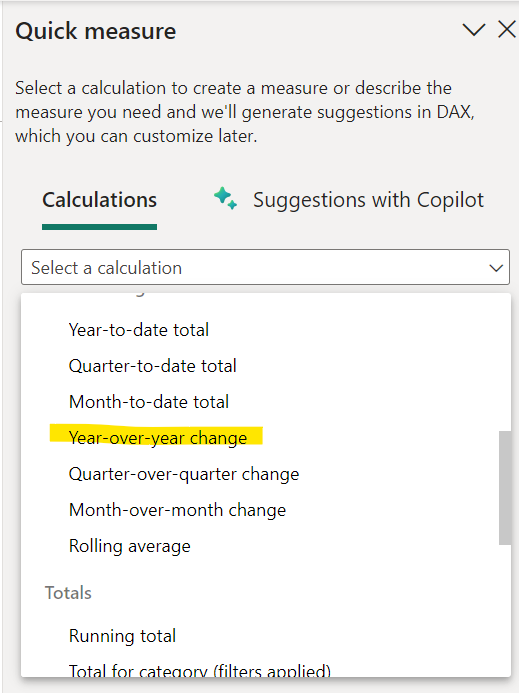 Quick measure
Select a calculation to create a measure or describe the
measure you need and we'll generate suggestions in DAX,
which you can customize later.
Calculations
Suggestions with Copilot
Select a calculation
Year-to-date total
Quarter-to-date total
Month-to-date total
Year-over-year change
Quarter-over-quarter change
Month-over-month change
Rolling average
Totals
Running total
Total for category (filters applied)